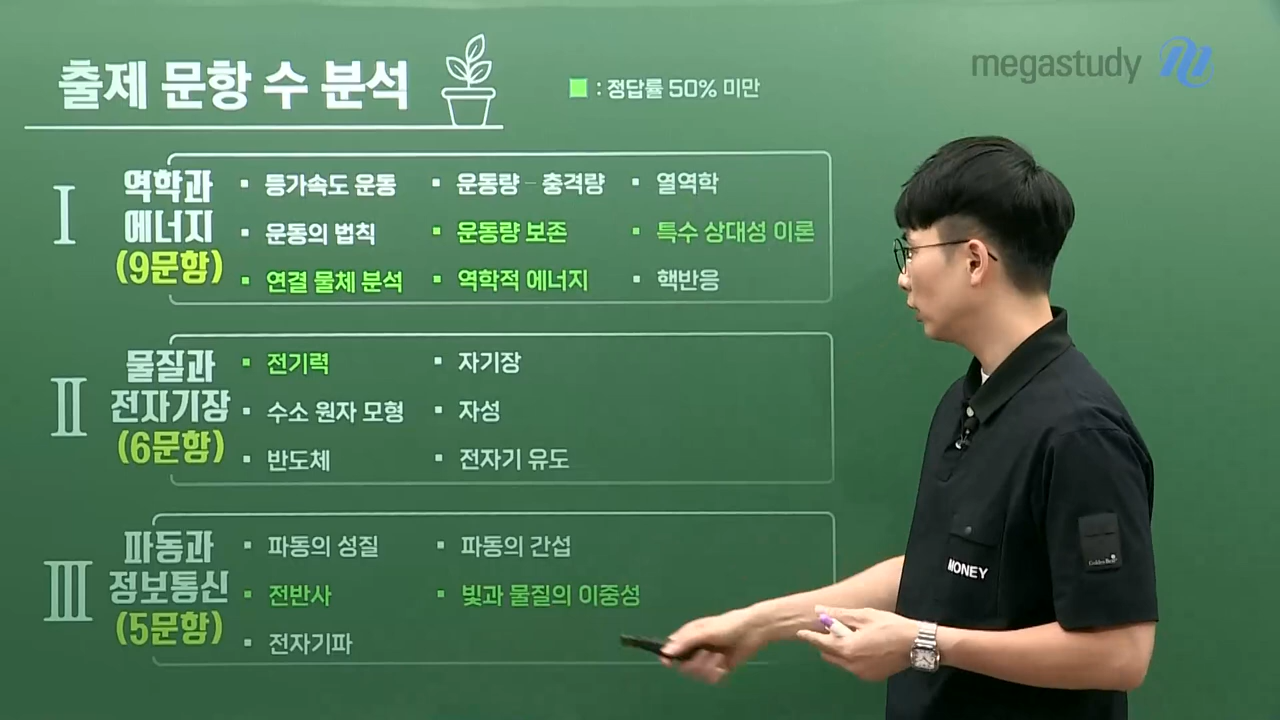 출제 문항 수 분석
: 정답률 50% 미만
megastudy
Ⅰ 역학과 에너지 (9문항)
▪ 등가속도 운동 ▪ 운동량 – 충격량 ▪ 열역학
▪ 운동의 법칙 ▪ 운동량 보존 ▪ 특수 상대성 이론
▪ 연결 물체 분석 ▪ 역학적 에너지 ▪ 핵반응
Ⅱ 물질과 전자기장 (6문항)
▪ 전기력 ▪ 자기장
▪ 수소 원자 모형 ▪ 자성
▪ 반도체 ▪ 전자기 유도
Ⅲ 파동과 정보통신 (5문항)
▪ 파동의 성질 ▪ 파동의 간섭
▪ 전반사 ▪ 빛과 물질의 이중성
▪ 전자기파
MONEY